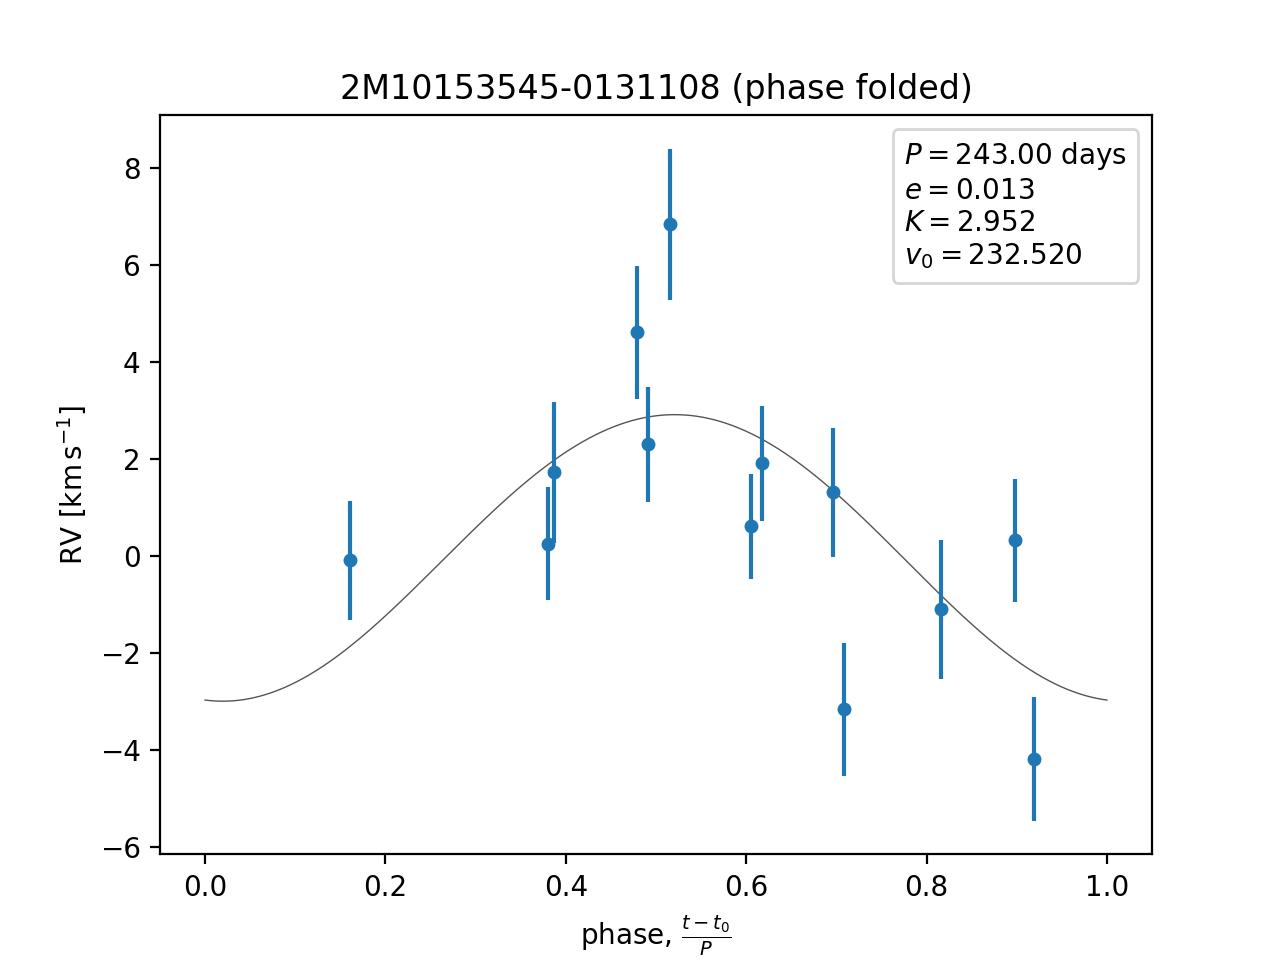 2M10153545-0131108 (phase folded)
P = 243.00 days
e = 0.013
K = 2.952
v₀ = 232.520
RV [km s⁻¹]
8
6
4
2
0
−2
−4
−6
0.0 0.2 0.4 0.6 0.8 1.0
phase, (t − t₀)/P